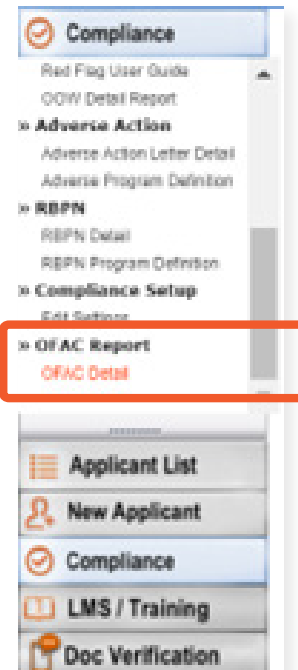 Compliance
Red Flag User Guide
OOW Detail Report
» Adverse Action
Adverse Action Letter Detail
Adverse Program Definition
» RBPN
RBPN Detail
RBPN Program Definition
» Compliance Setup
Edit Settings
» OFAC Report
OFAC Detail
Applicant List
New Applicant
Compliance
LMS / Training
Doc Verification